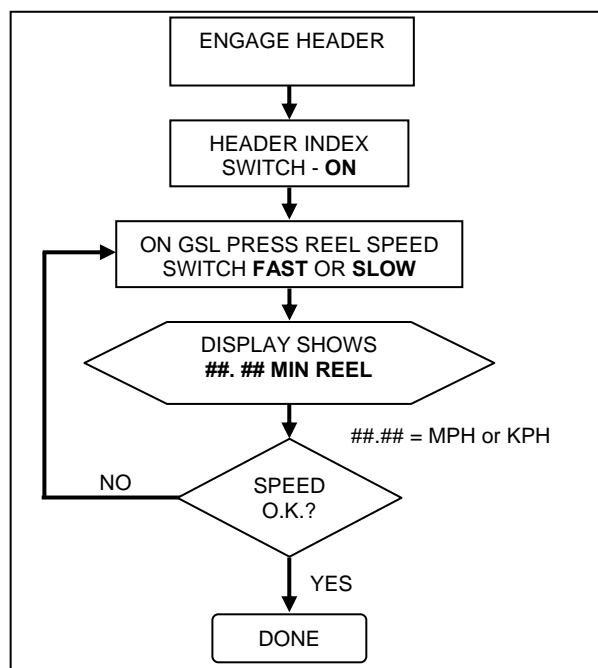 ENGAGE HEADER
HEADER INDEX
SWITCH - ON
ON GSL PRESS REEL SPEED
SWITCH FAST OR SLOW
DISPLAY SHOWS
##. ## MIN REEL
##.## = MPH or KPH
NO
SPEED
O.K.?
YES
DONE